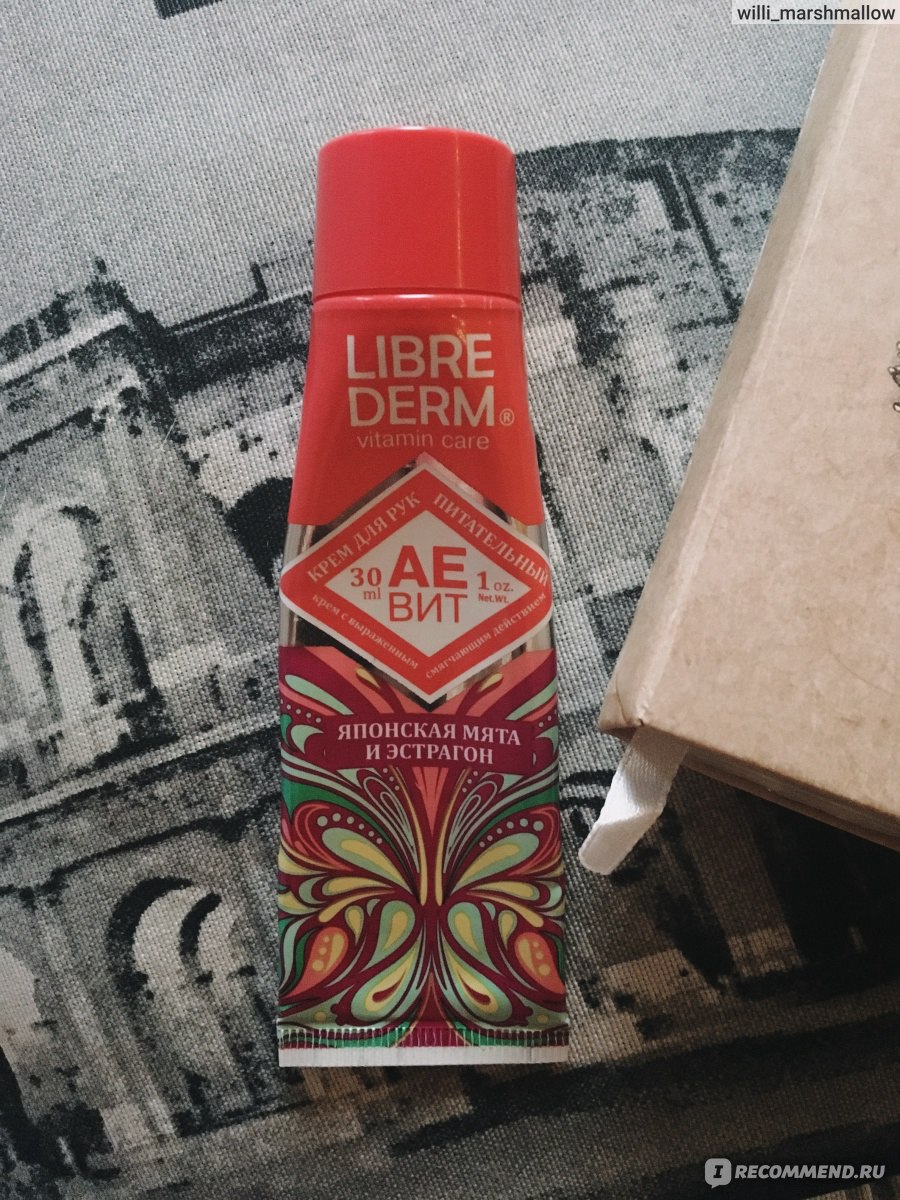 willi_marshmallow
LIBRE
DERM®
vitamin care
КРЕМ ДЛЯ РУК ПИТАТЕЛЬНЫЙ
30 ml
АЕ
ВИТ
1 oz.
Net.Wt.
крем с выраженным смягчающим действием
ЯПОНСКАЯ МЯТА
И ЭСТРАГОН
IRECOMMEND.RU